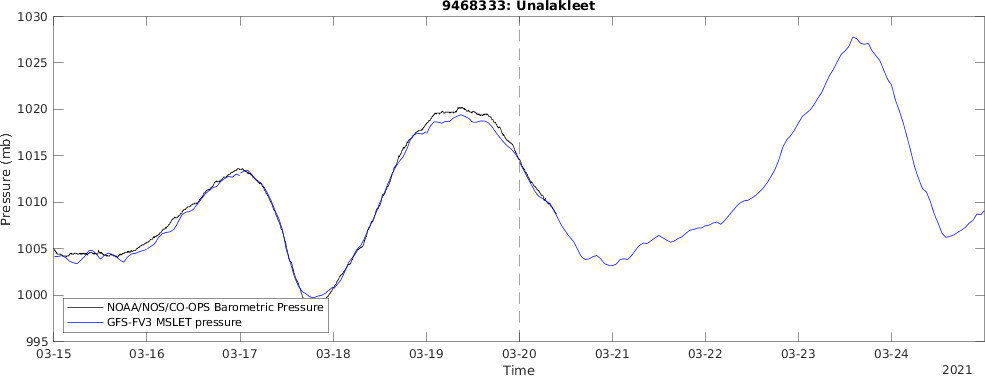 9468333: Unalakleet
Pressure (mb)
1030
1025
1020
1015
1010
1005
1000
995
NOAA/NOS/CO-OPS Barometric Pressure
GFS-FV3 MSLET pressure
03-15 03-16 03-17 03-18 03-19 03-20 03-21 03-22 03-23 03-24
Time
2021